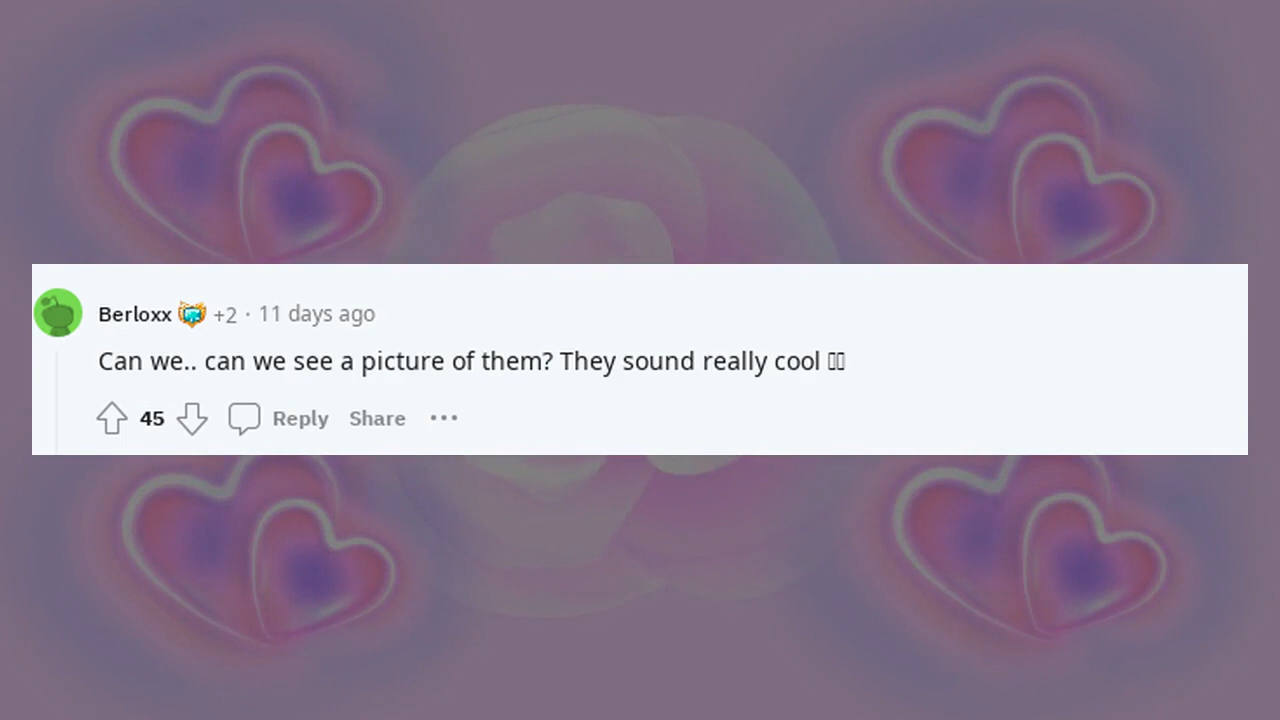 Berloxx +2 · 11 days ago
Can we.. can we see a picture of them? They sound really cool
45 Reply Share ···